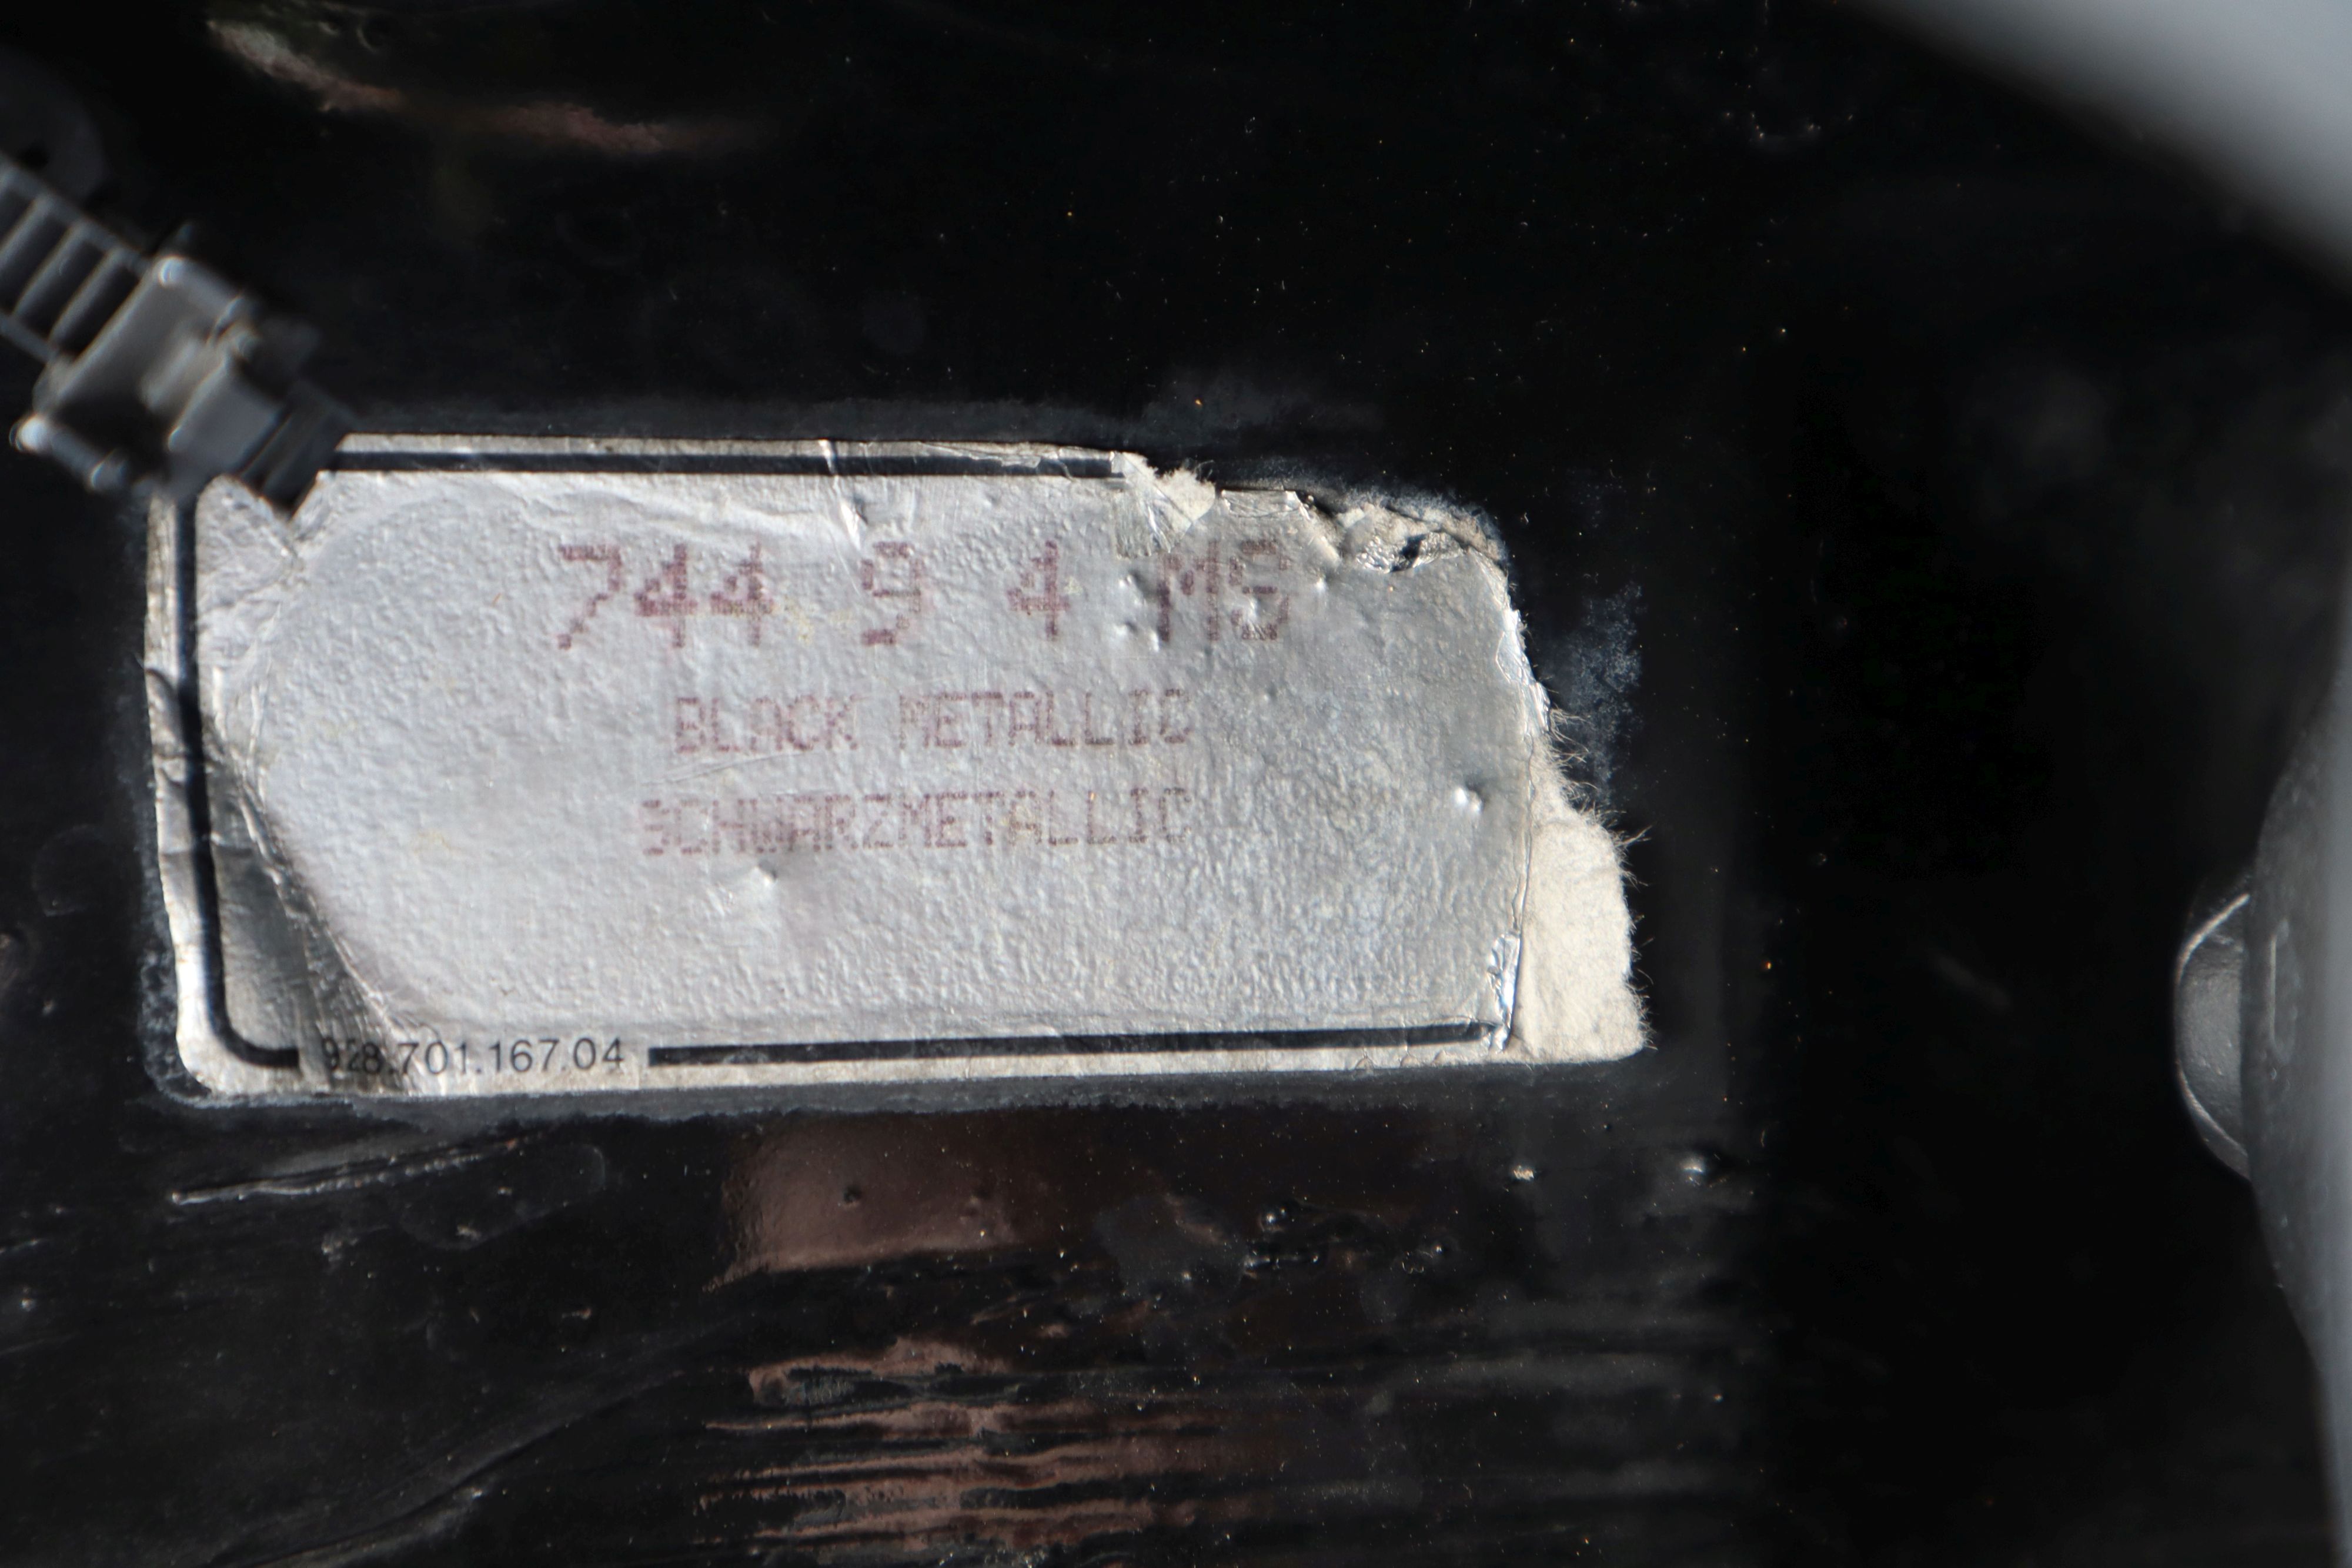 744 9 4 MS
BLACK METALLIC
SCHWARZMETALLIC
928.701.167.04